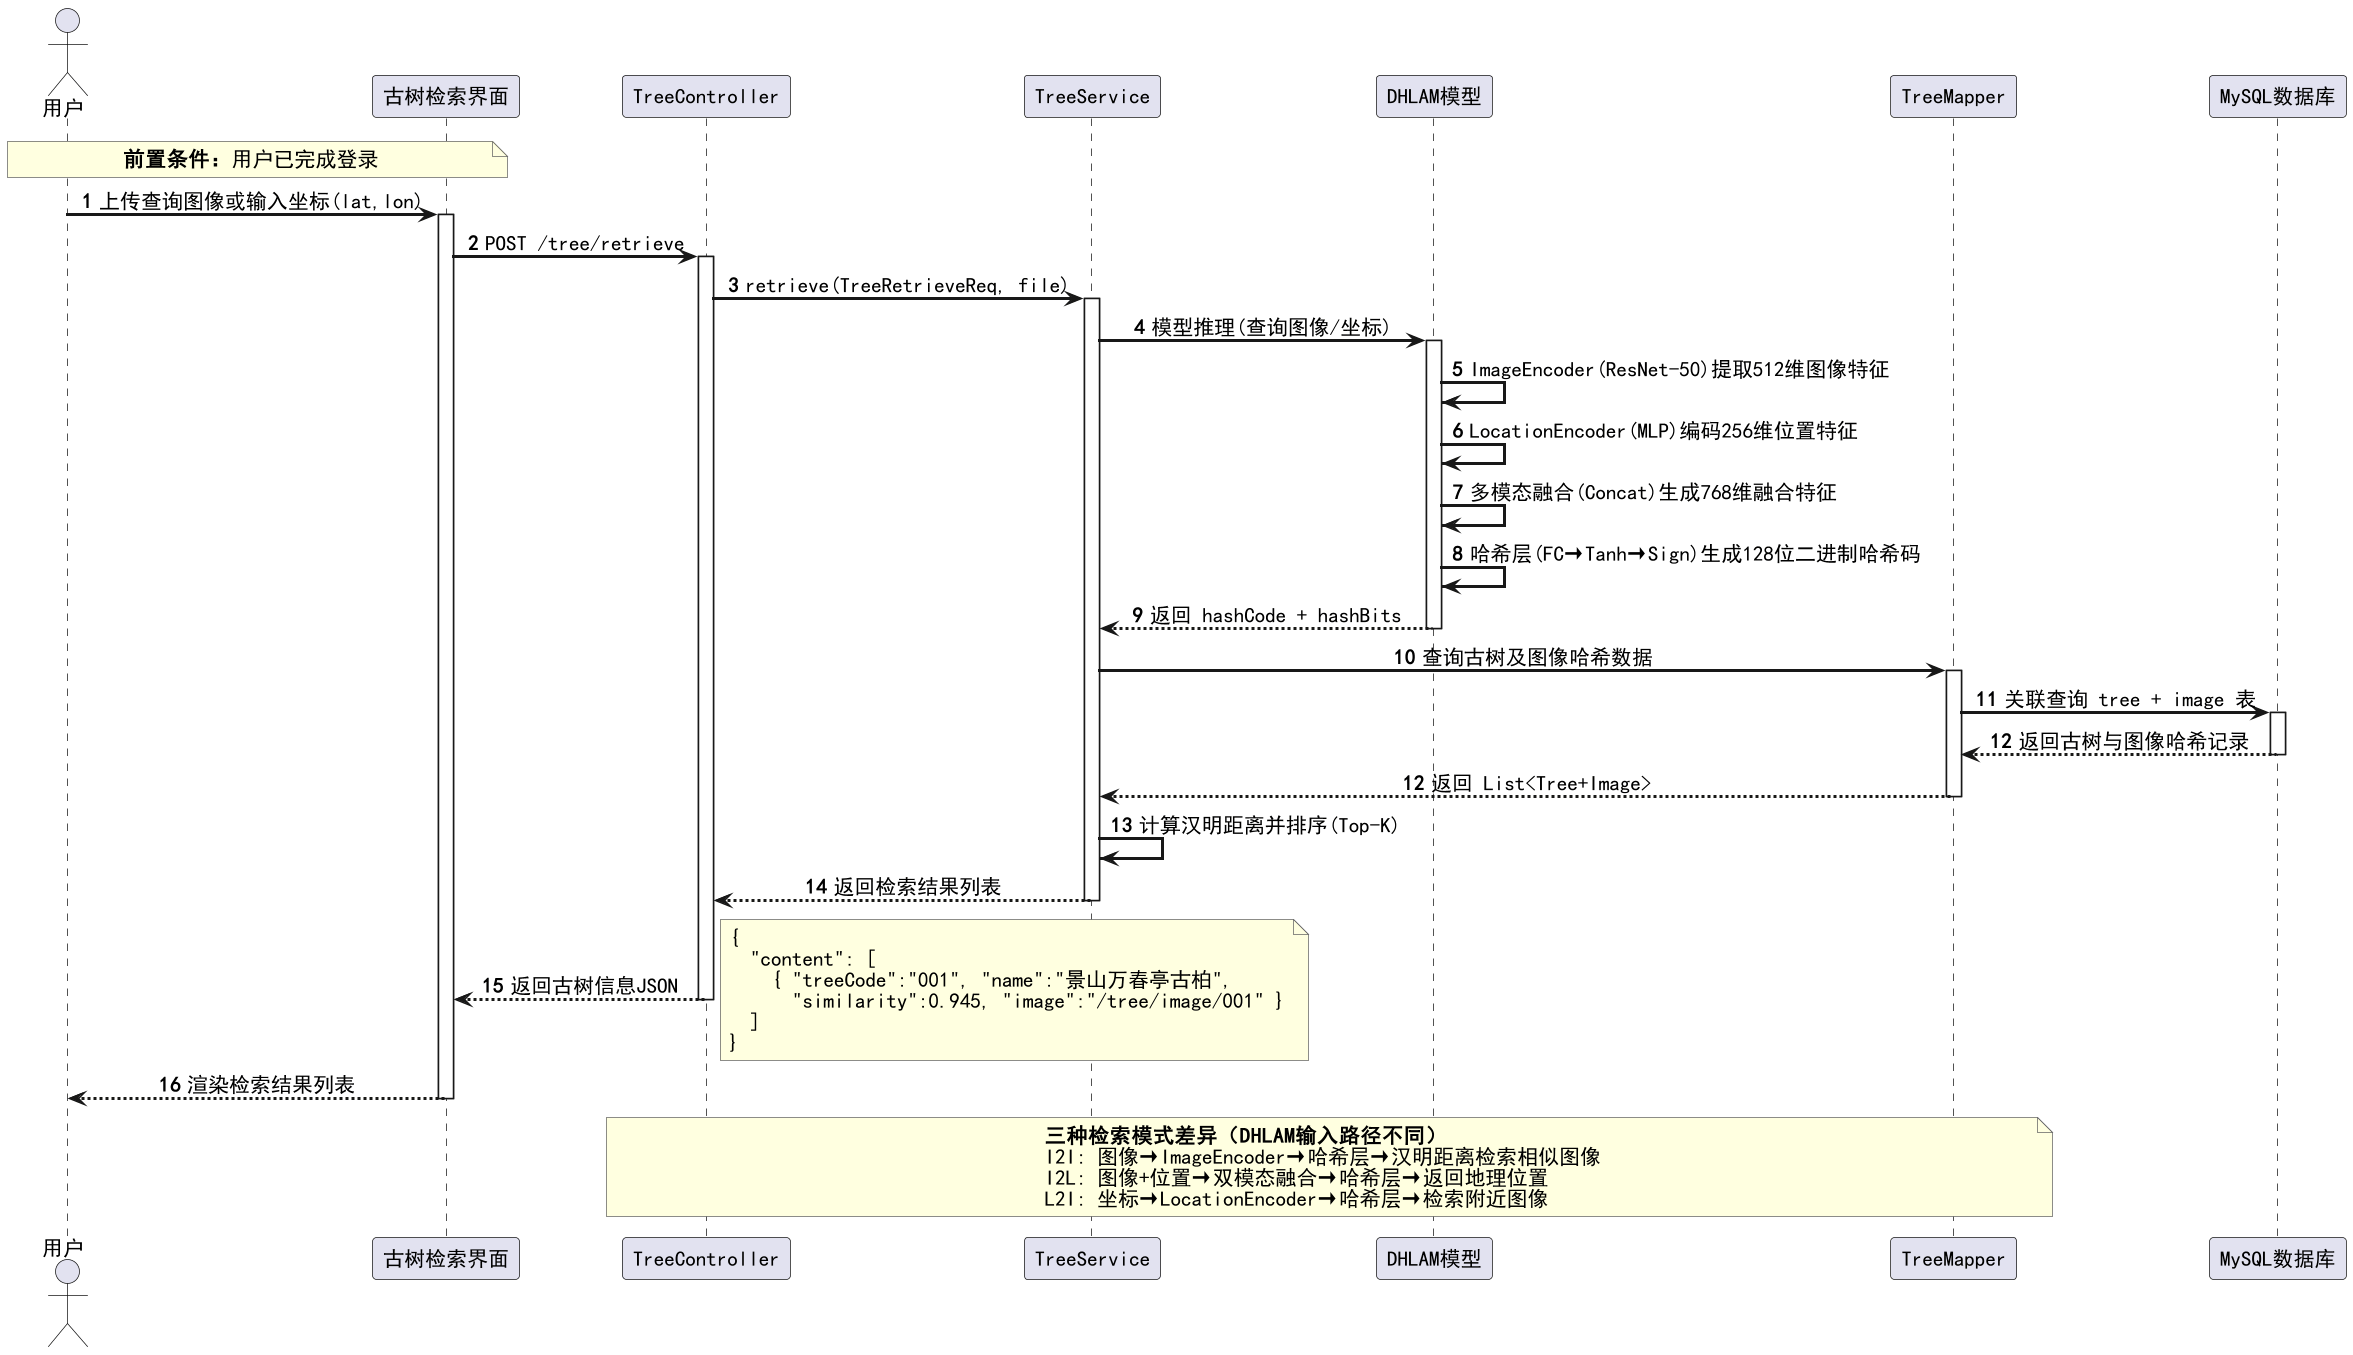 用户
古树检索界面
TreeController
TreeService
DHLAM模型
TreeMapper
MySQL数据库
前置条件：用户已完成登录
1 上传查询图像或输入坐标(lat,lon)
2 POST /tree/retrieve
3 retrieve(TreeRetrieveReq, file)
4 模型推理(查询图像/坐标)
5 ImageEncoder(ResNet-50)提取512维图像特征
6 LocationEncoder(MLP)编码256维位置特征
7 多模态融合(Concat)生成768维融合特征
8 哈希层(FC→Tanh→Sign)生成128位二进制哈希码
9 返回 hashCode + hashBits
10 查询古树及图像哈希数据
11 关联查询 tree + image 表
12 返回古树与图像哈希记录
12 返回 List<Tree+Image>
13 计算汉明距离并排序(Top-K)
14 返回检索结果列表
{
"content": [
{ "treeCode":"001", "name":"景山万春亭古柏",
"similarity":0.945, "image":"/tree/image/001" }
]
}
15 返回古树信息JSON
16 渲染检索结果列表
三种检索模式差异（DHLAM输入路径不同）
I2I: 图像→ImageEncoder→哈希层→汉明距离检索相似图像
I2L: 图像+位置→双模态融合→哈希层→返回地理位置
L2I: 坐标→LocationEncoder→哈希层→检索附近图像
用户
古树检索界面
TreeController
TreeService
DHLAM模型
TreeMapper
MySQL数据库